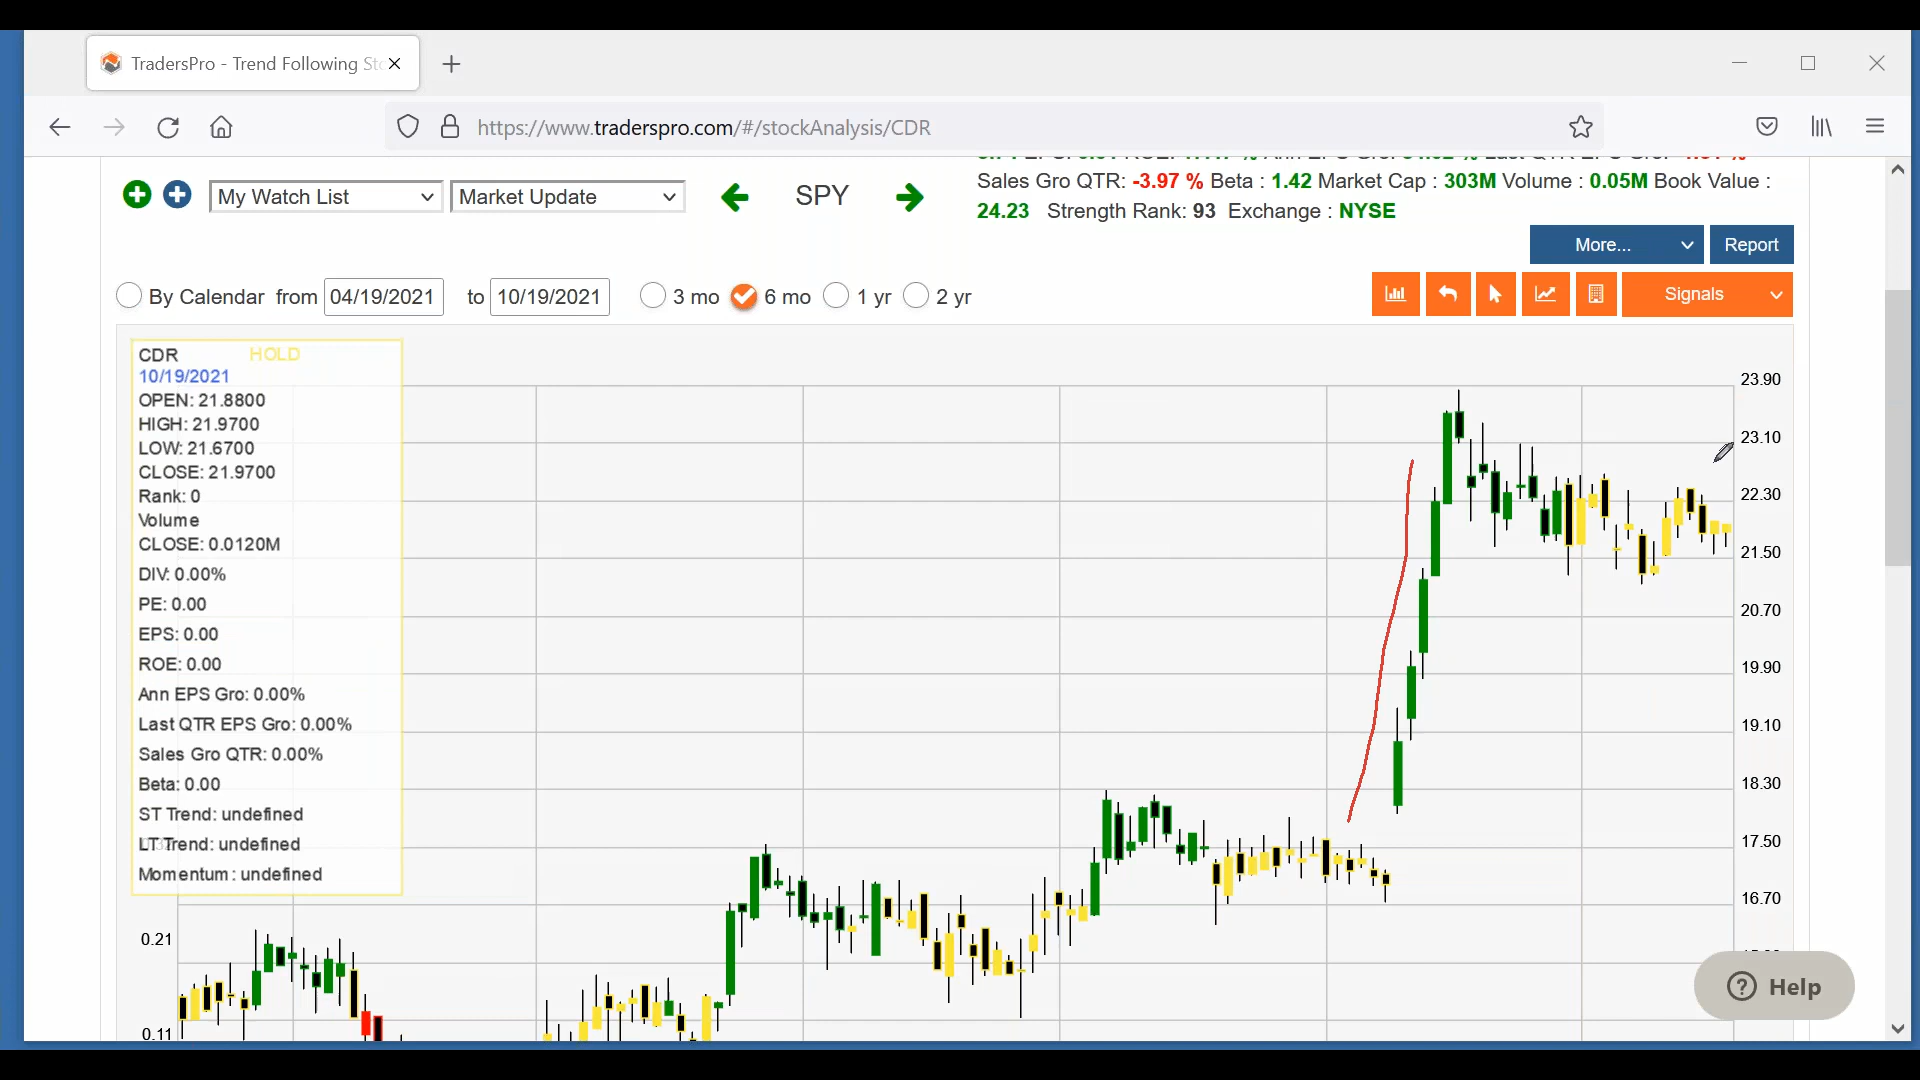 TradersPro - Trend Following Sto
https://www.traderspro.com/#/stockAnalysis/CDR
My Watch List
Market Update
SPY
Sales Gro QTR: -3.97 % Beta : 1.42 Market Cap : 303M Volume : 0.05M Book Value :
24.23 Strength Rank: 93 Exchange : NYSE
More...
Report
By Calendar from 04/19/2021 to 10/19/2021 3 mo 6 mo 1 yr 2 yr
Signals
CDR HOLD
10/19/2021
OPEN: 21.8800
HIGH: 21.9700
LOW: 21.6700
CLOSE: 21.9700
Rank: 0
Volume
CLOSE: 0.0120M
DIV: 0.00%
PE: 0.00
EPS: 0.00
ROE: 0.00
Ann EPS Gro: 0.00%
Last QTR EPS Gro: 0.00%
Sales Gro QTR: 0.00%
Beta: 0.00
ST Trend: undefined
LT Trend: undefined
Momentum : undefined
0.21
0.11
23.90
23.10
22.30
21.50
20.70
19.90
19.10
18.30
17.50
16.70
Help